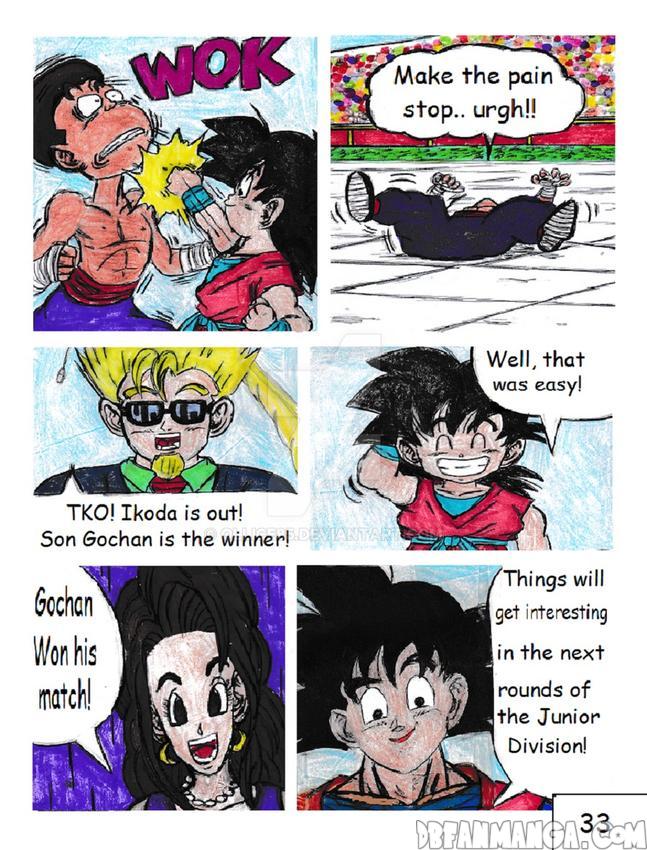 WOK
Make the pain
stop.. urgh!!
TKO! Ikoda is out!
Son Gochan is the winner!
Well, that
was easy!
Gochan
Won his
match!
Things will
get interesting
in the next
rounds of
the Junior
Division!
33
DBFANMANGA.COM